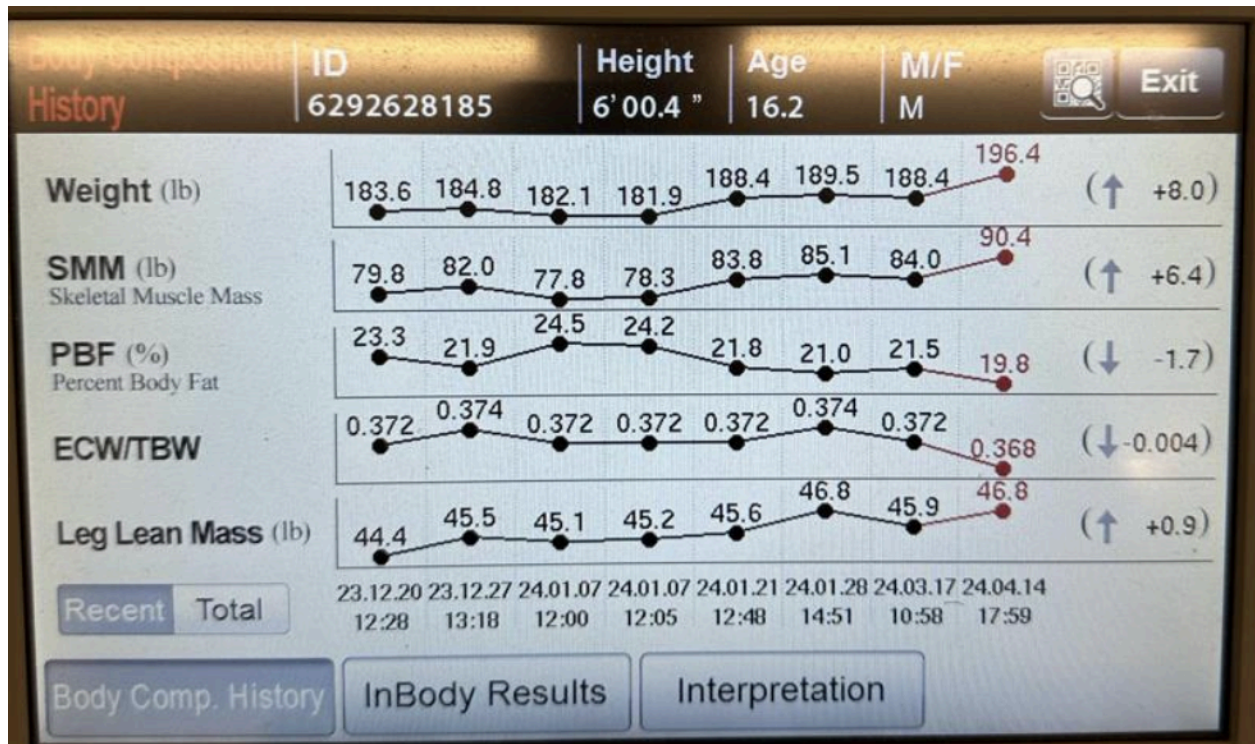 Body Composition History
ID
6292628185
Height
6' 00.4 "
Age
16.2
M/F
M
Exit
Weight (lb)
183.6 184.8 182.1 181.9 188.4 189.5 188.4 196.4
(↑ +8.0)
SMM (lb)
Skeletal Muscle Mass
79.8 82.0 77.8 78.3 83.8 85.1 84.0 90.4
(↑ +6.4)
PBF (%)
Percent Body Fat
23.3 21.9 24.5 24.2 21.8 21.0 21.5 19.8
(↓ -1.7)
ECW/TBW
0.372 0.374 0.372 0.372 0.372 0.374 0.372 0.368
(↓-0.004)
Leg Lean Mass (lb)
44.4 45.5 45.1 45.2 45.6 46.8 45.9 46.8
(↑ +0.9)
Recent Total
23.12.20 23.12.27 24.01.07 24.01.07 24.01.21 24.01.28 24.03.17 24.04.14
12:28 13:18 12:00 12:05 12:48 14:51 10:58 17:59
Body Comp. History InBody Results Interpretation